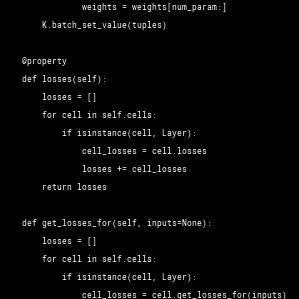 weights = weights[num_param:]
K.batch_set_value(tuples)
@property
def losses(self):
losses = []
for cell in self.cells:
if isinstance(cell, Layer):
cell_losses = cell.losses
losses += cell_losses
return losses
def get_losses_for(self, inputs=None):
losses = []
for cell in self.cells:
if isinstance(cell, Layer):
cell_losses = cell.get_losses_for(inputs)